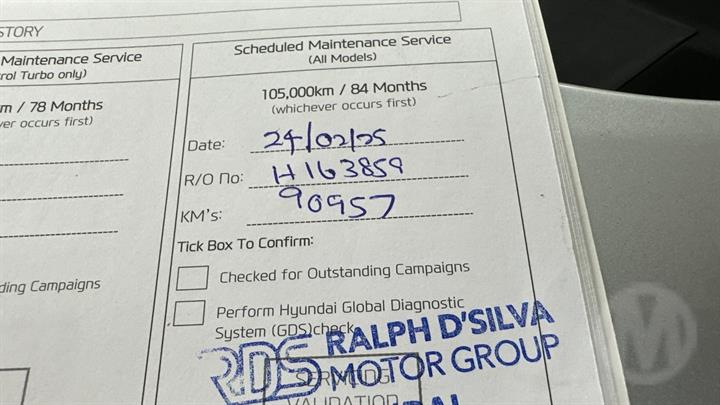 STORY
Maintenance Service
rol Turbo only)
m / 78 Months
ver occurs first)
ding Campaigns
Scheduled Maintenance Service
(All Models)
105,000km / 84 Months
(whichever occurs first)
Date: 24/02/25
R/O No: H163859
KM's: 90957
Tick Box To Confirm:
Checked for Outstanding Campaigns
Perform Hyundai Global Diagnostic
System (GDS)check
RDS RALPH D'SILVA
MOTOR GROUP
SERVICING
VALIDATION